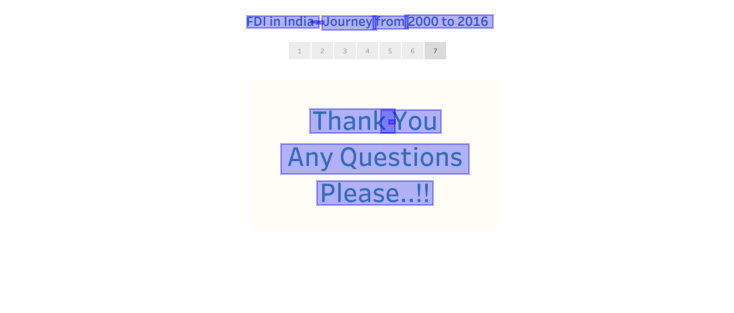 FDI in India - Journey from 2000 to 2016
1 2 3 4 5 6 7
Thank You
Any Questions
Please..!!